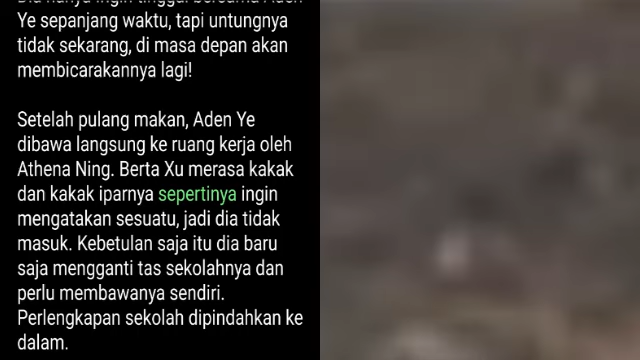 Ye sepanjang waktu, tapi untungnya
tidak sekarang, di masa depan akan
membicarakannya lagi!
Setelah pulang makan, Aden Ye
dibawa langsung ke ruang kerja oleh
Athena Ning. Berta Xu merasa kakak
dan kakak iparnya sepertinya ingin
mengatakan sesuatu, jadi dia tidak
masuk. Kebetulan saja itu dia baru
saja mengganti tas sekolahnya dan
perlu membawanya sendiri.
Perlengkapan sekolah dipindahkan ke
dalam.